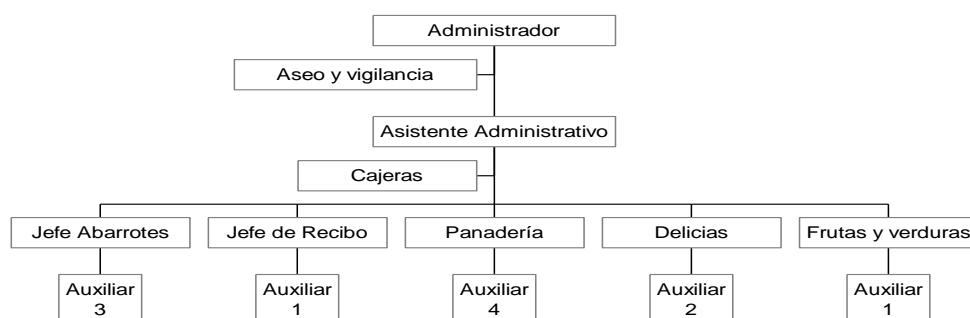 Administrador
Aseo y vigilancia
Asistente Administrativo
Cajeras
Jefe Abarrotes
Jefe de Recibo
Panadería
Delicias
Frutas y verduras
Auxiliar
3
Auxiliar
1
Auxiliar
4
Auxiliar
2
Auxiliar
1